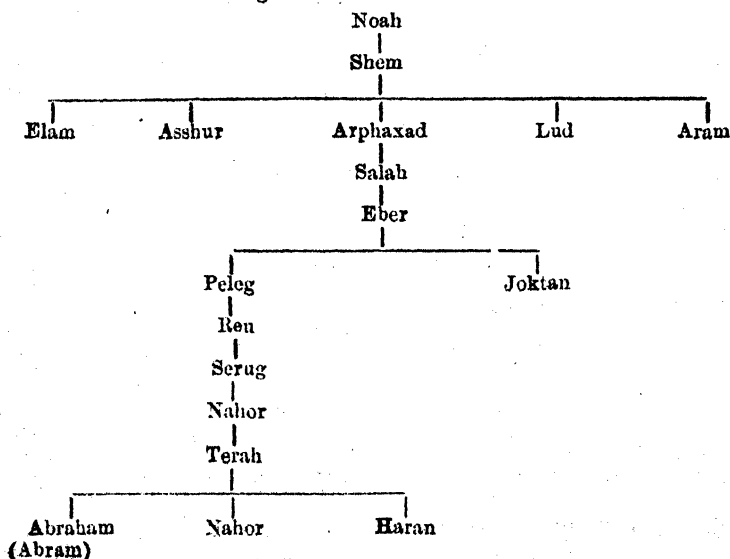 Noah
Shem
Elam Asshur Arphaxad Lud Aram
Salah
Eber
Peleg Joktan
Reu
Serug
Nahor
Terah
Abraham Nahor Haran
(Abram)